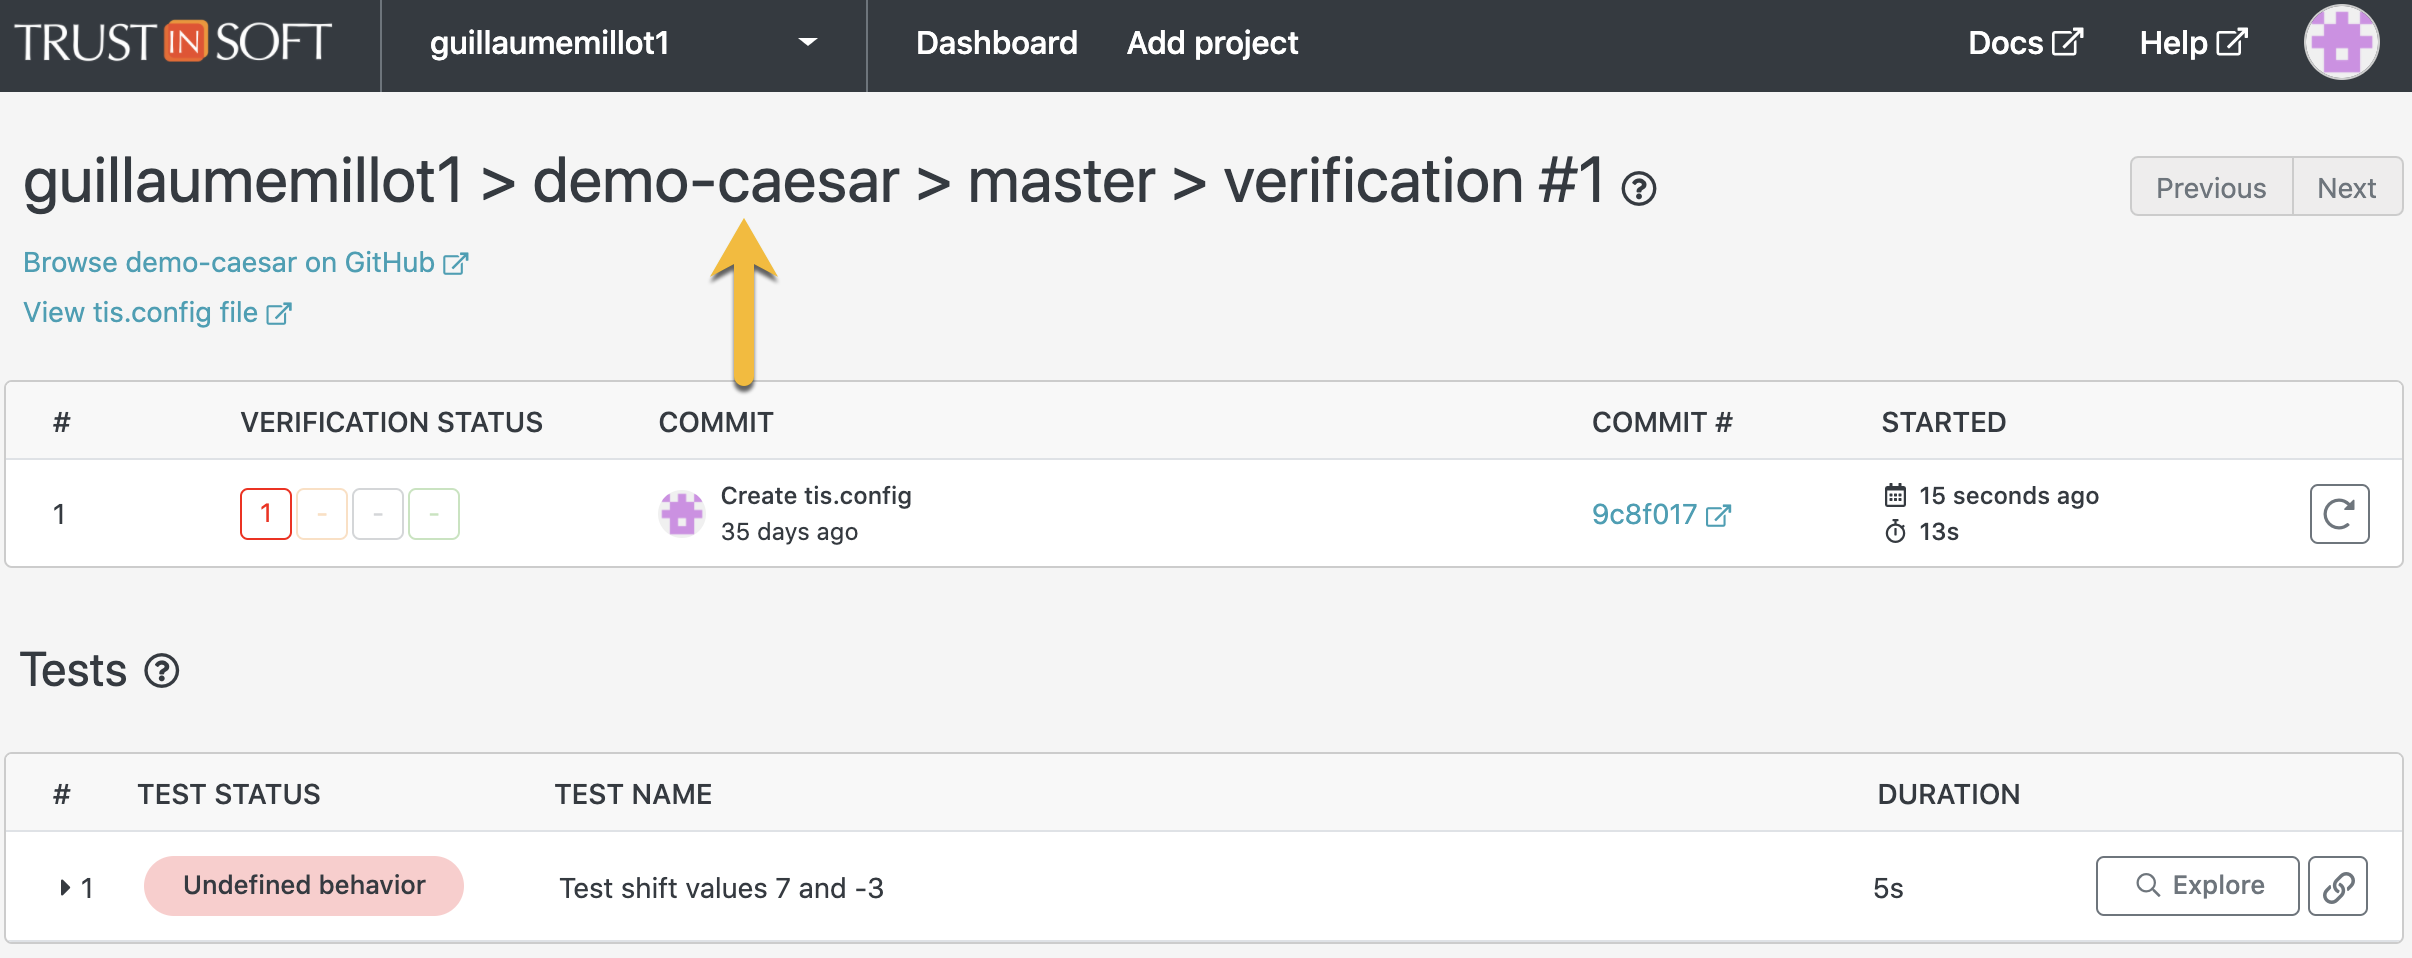 TRUST IN SOFT guillaumemillot1 Dashboard Add project Docs Help
guillaumemillot1 > demo-caesar > master > verification #1
Previous Next
Browse demo-caesar on GitHub
View tis.config file
# VERIFICATION STATUS COMMIT COMMIT # STARTED
1 1 - - - Create tis.config 9c8f017 15 seconds ago
35 days ago 13s
Tests
# TEST STATUS TEST NAME DURATION
1 Undefined behavior Test shift values 7 and -3 5s Explore